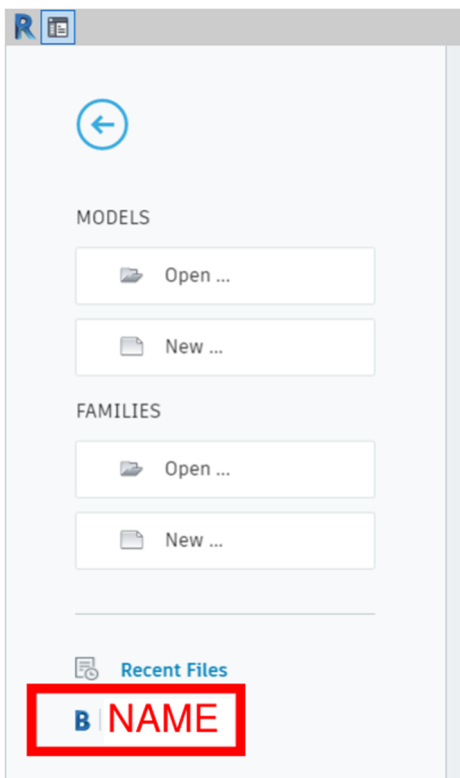 R
MODELS
Open ...
New ...
FAMILIES
Open ...
New ...
Recent Files
B NAME